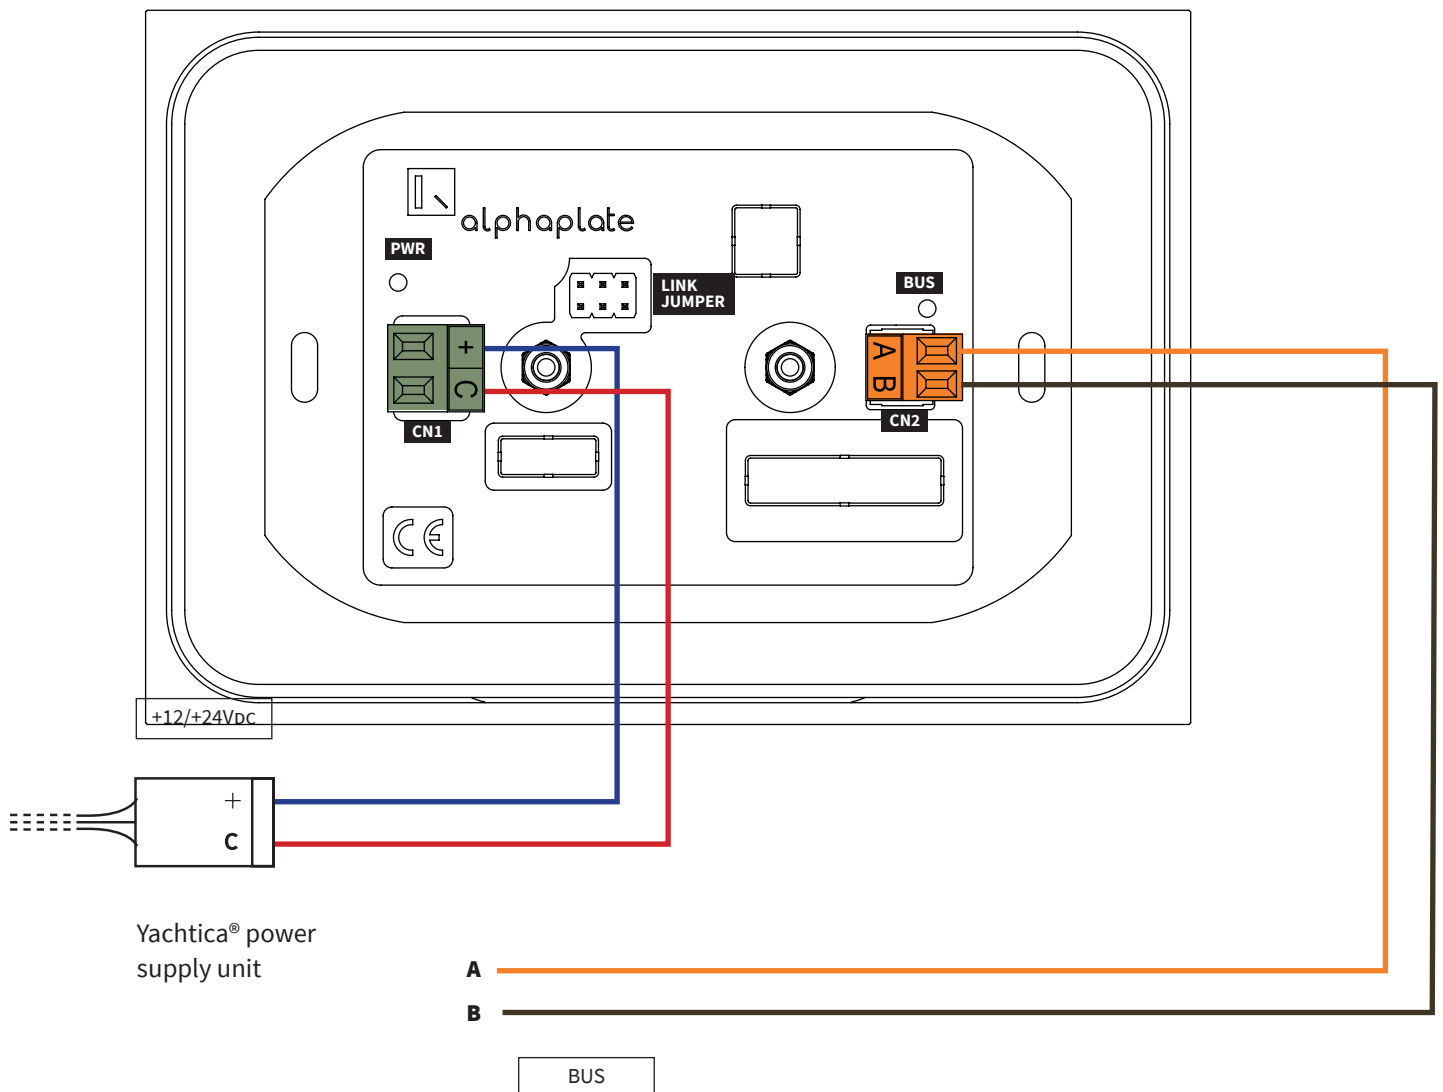 alphaplate
PWR
LINK
JUMPER
BUS
+
C
A
B
CN1
CN2
CE
+12/+24VDC
+
C
Yachtica® power
supply unit
A
B
BUS